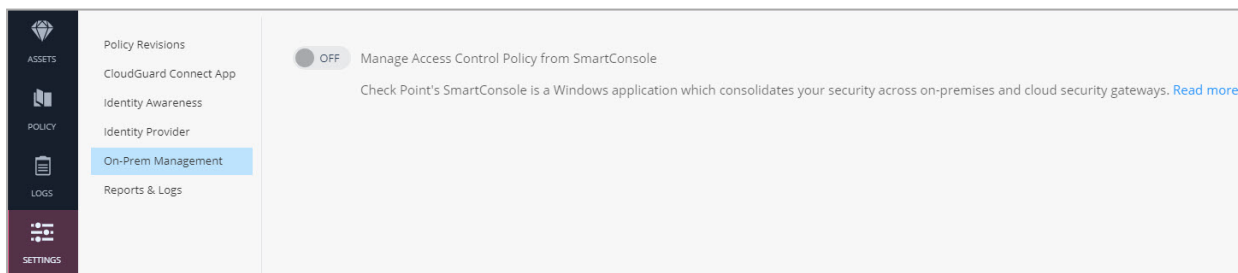 ASSETS
POLICY
LOGS
SETTINGS
Policy Revisions
CloudGuard Connect App
Identity Awareness
Identity Provider
On-Prem Management
Reports & Logs
OFF Manage Access Control Policy from SmartConsole
Check Point's SmartConsole is a Windows application which consolidates your security across on-premises and cloud security gateways. Read more